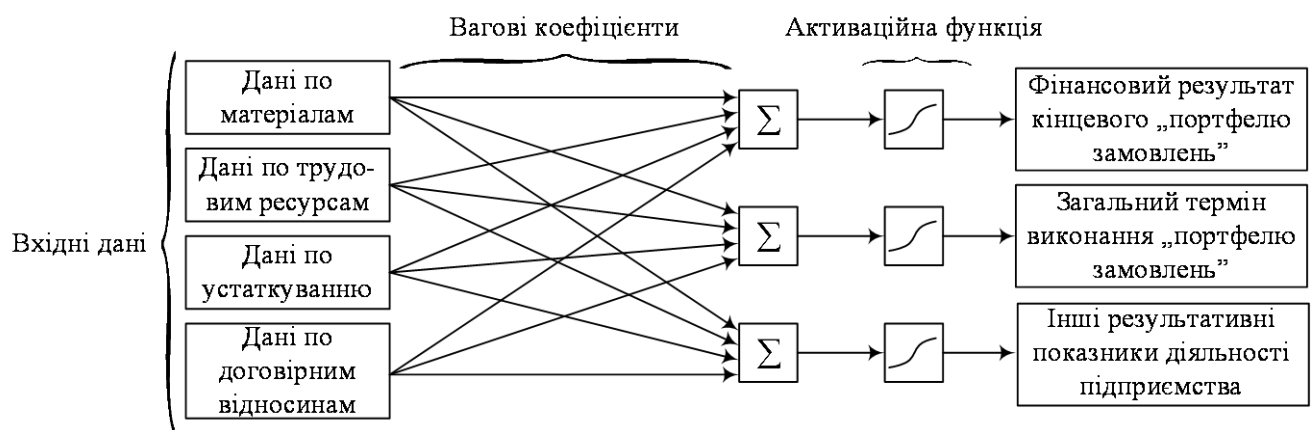 Вагові коефіцієнти
Активаційна функція
Вхідні дані
Дані по
матеріалам
Дані по трудо-
вим ресурсам
Дані по
устаткуванню
Дані по
договірним
відносинам
Σ
Σ
Σ
Фінансовий результат
кінцевого „портфелю
замовлень”
Загальний термін
виконання „портфелю
замовлень”
Інші результативні
показники діяльності
підприємства